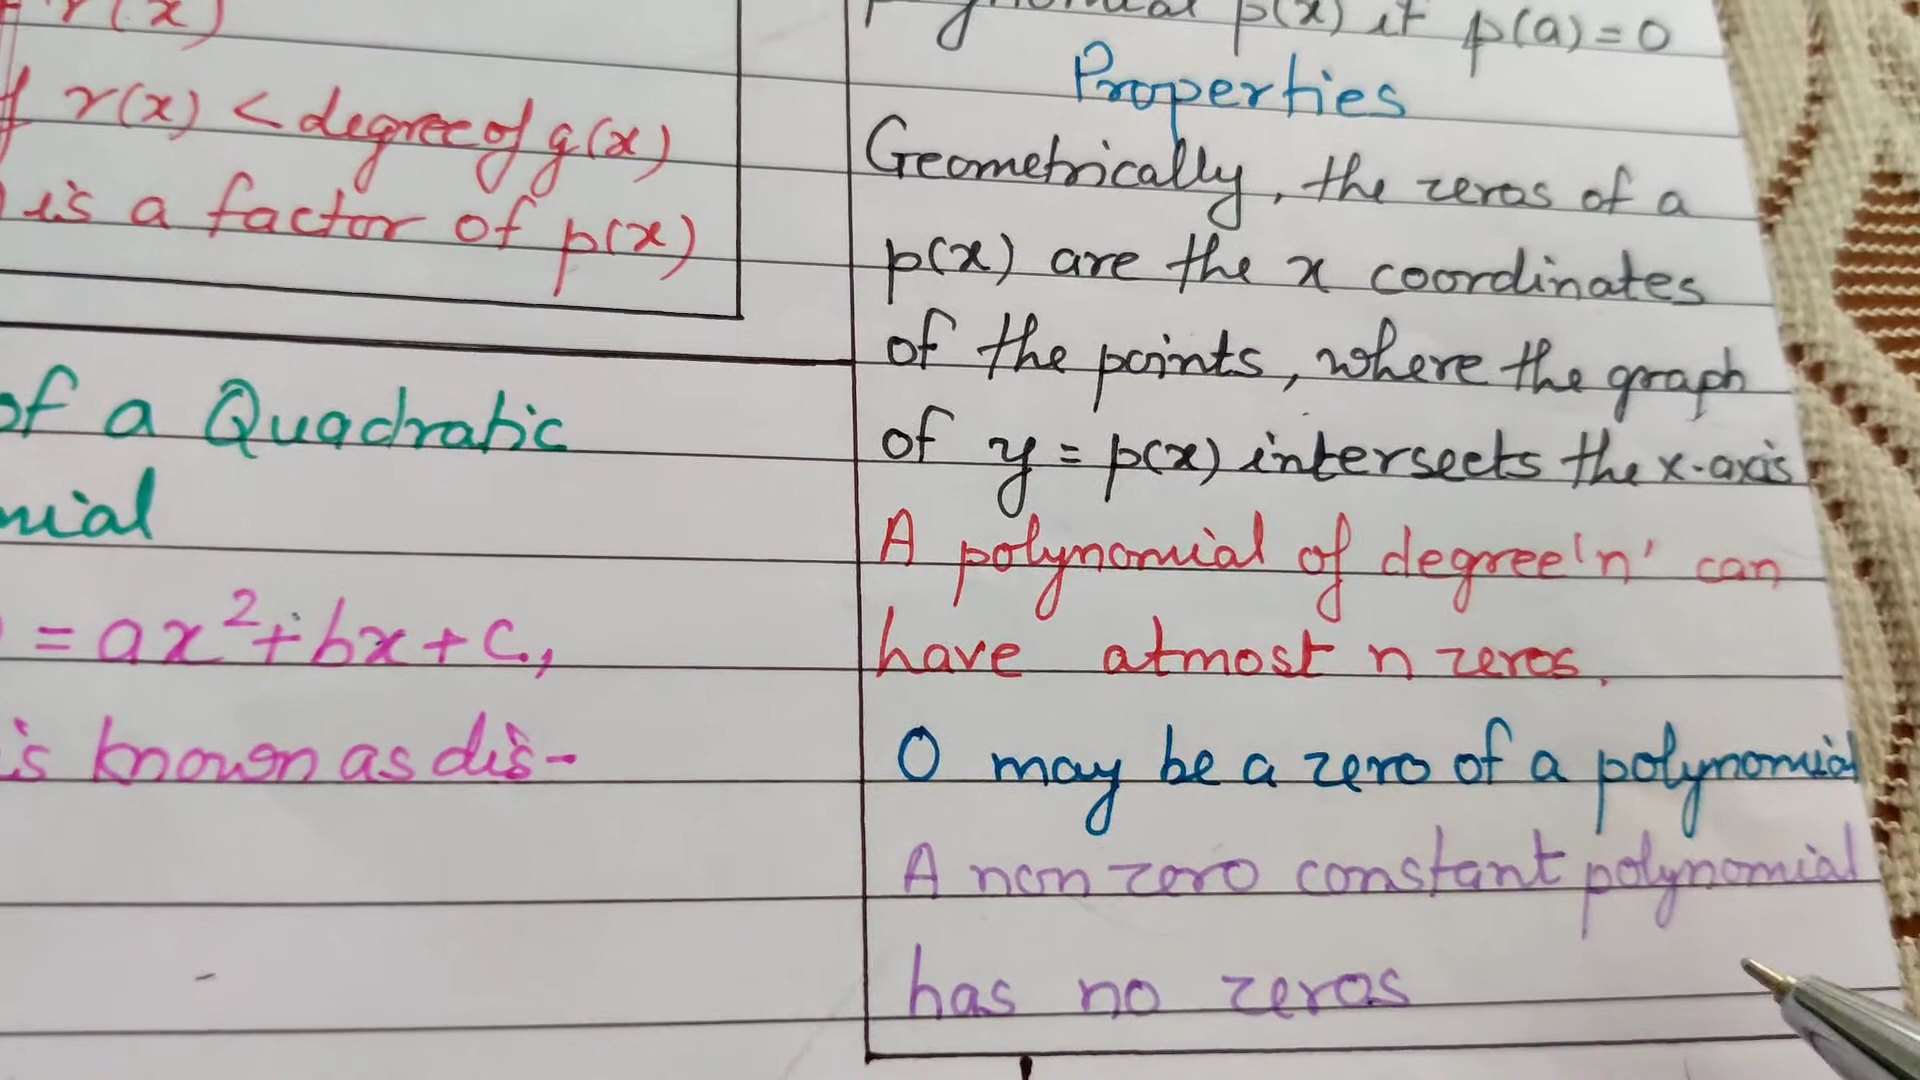 r(x)
r(x) < degree of g(x)
is a factor of p(x)
of a Quadratic
= ax²+bx+c.,
is known as dis-
p(x) if p(a)=0
Properties
Geometrically, the zeros of a
p(x) are the x coordinates
of the points, where the graph
of y = p(x) intersects the x-axis
A polynomial of degree 'n' can
have atmost n zeros.
0 may be a zero of a polynomial
A non zero constant polynomial
has no zeros